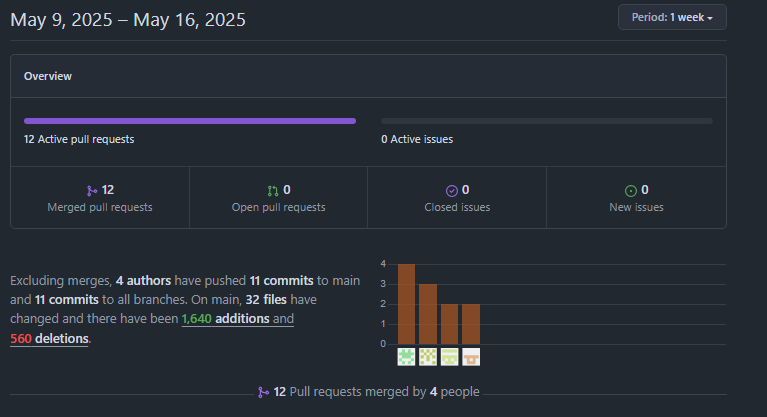 May 9, 2025 – May 16, 2025
Period: 1 week
Overview
12 Active pull requests
0 Active issues
12
Merged pull requests
0
Open pull requests
0
Closed issues
0
New issues
Excluding merges, 4 authors have pushed 11 commits to main
and 11 commits to all branches. On main, 32 files have
changed and there have been 1,640 additions and
560 deletions.
4
3
2
1
0
12 Pull requests merged by 4 people